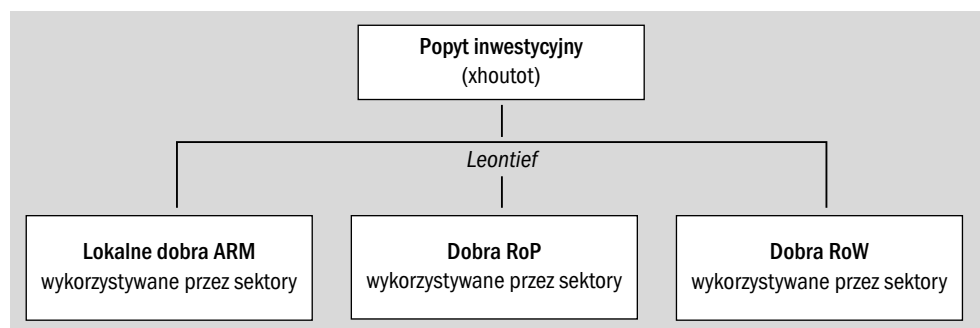 Popyt inwestycyjny
(xhoutot)
Leontief
Lokalne dobra ARM
wykorzystywane przez sektory
Dobra RoP
wykorzystywane przez sektory
Dobra RoW
wykorzystywane przez sektory